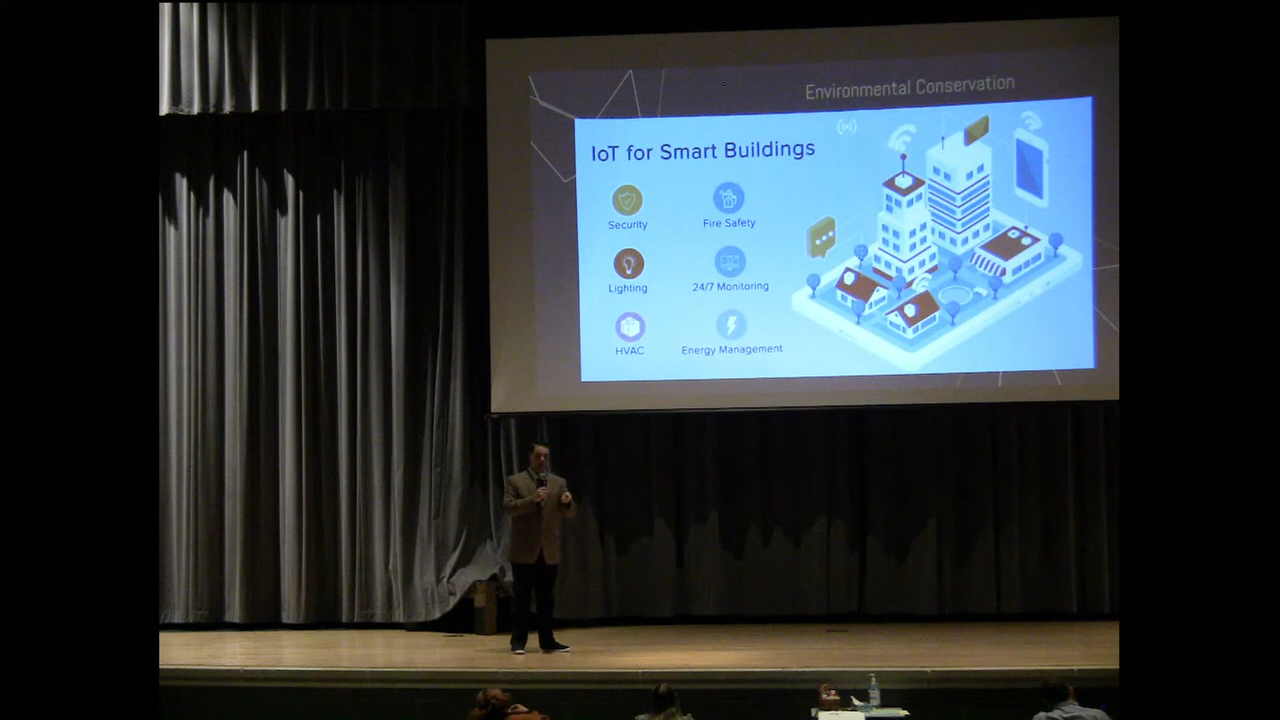 Environmental Conservation
IoT for Smart Buildings
Security
Fire Safety
Lighting
24/7 Monitoring
HVAC
Energy Management